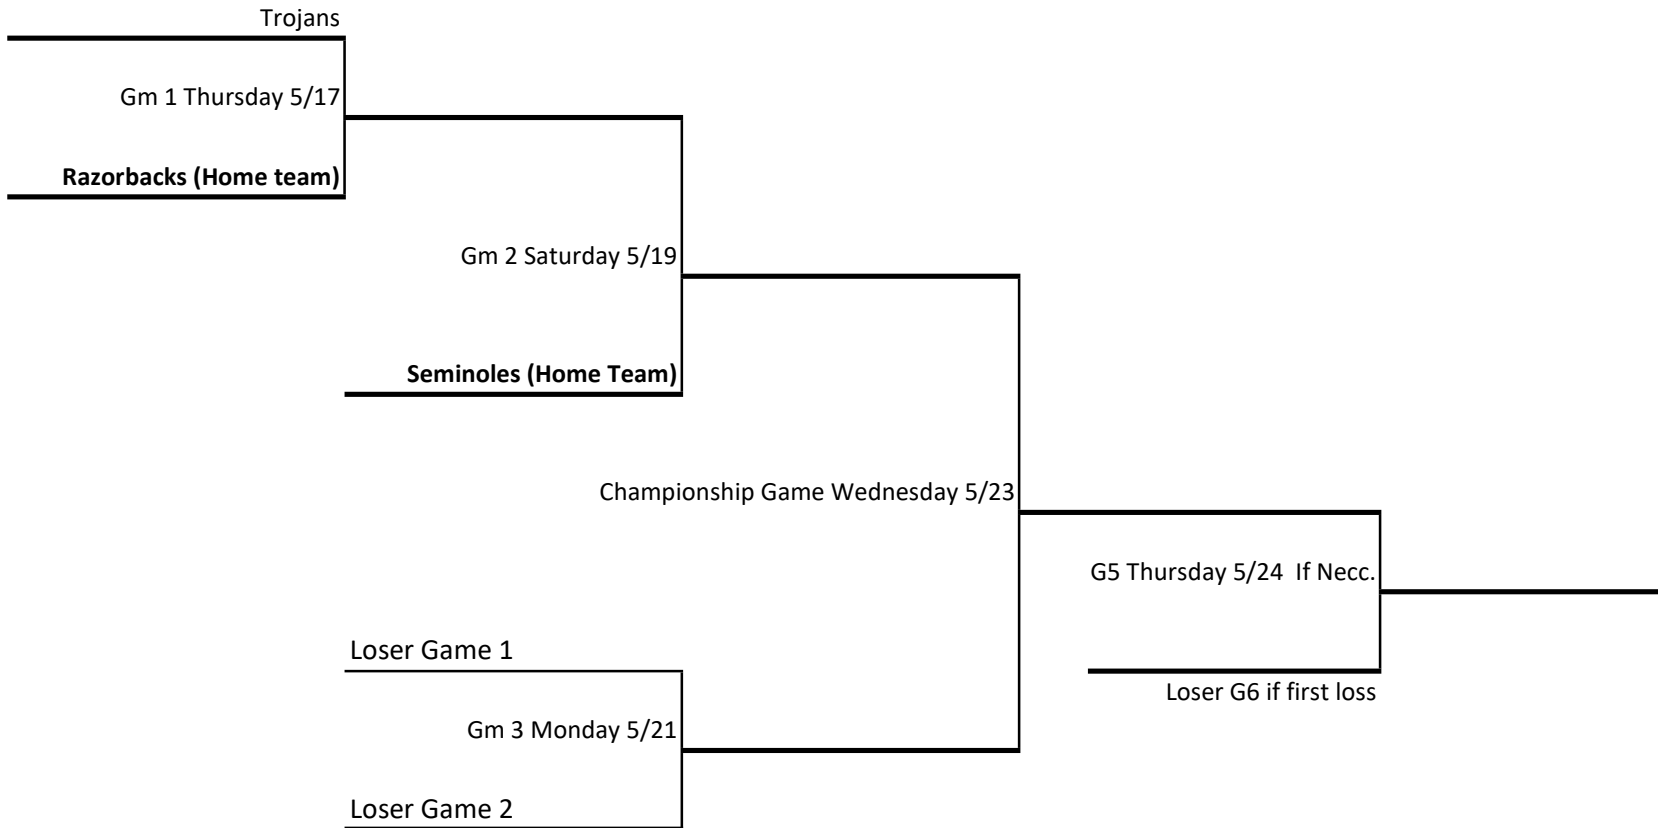 Trojans
Gm 1 Thursday 5/17
Razorbacks (Home team)
Gm 2 Saturday 5/19
Seminoles (Home Team)
Championship Game Wednesday 5/23
G5 Thursday 5/24  If Necc.
Loser Game 1
Loser G6 if first loss
Gm 3 Monday 5/21
Loser Game 2